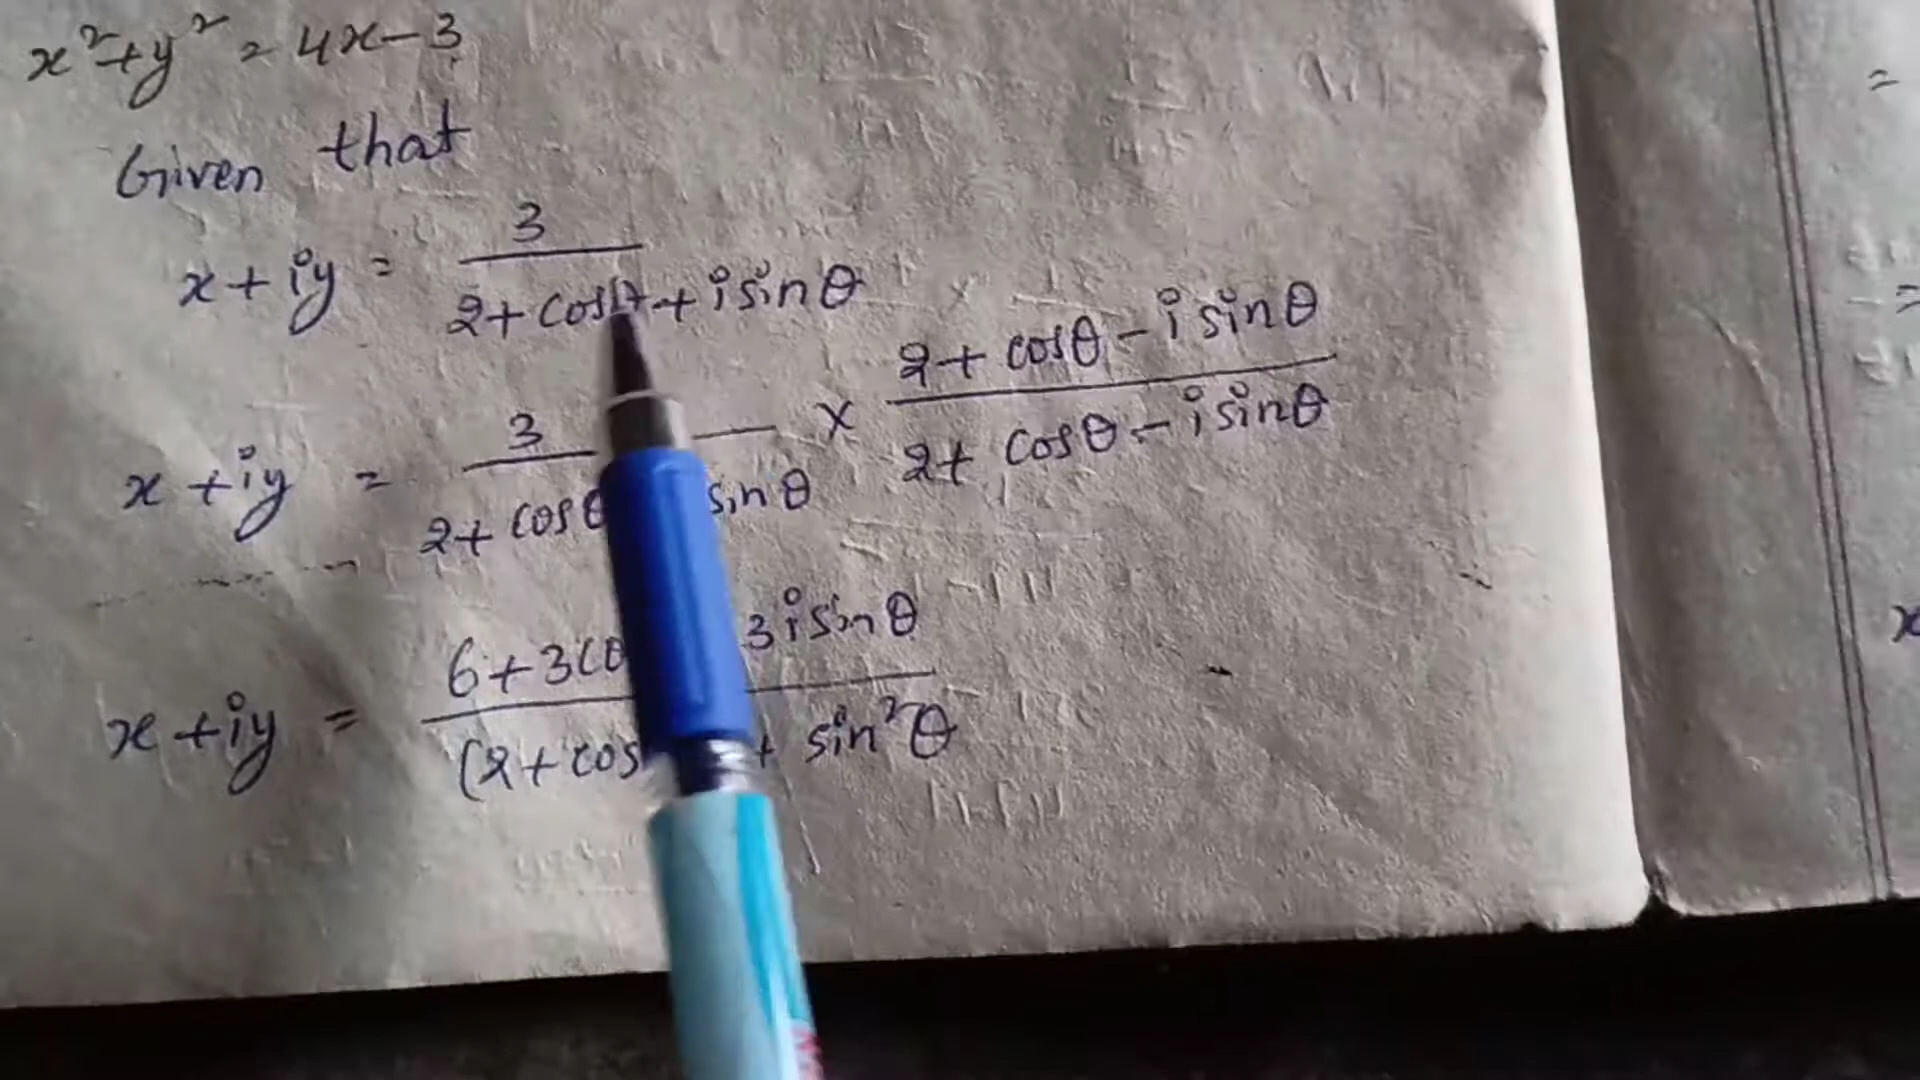 x²+y² = 4x-3
Given that
x+iy = 3 / 2+cosθ+isinθ
x+iy = 3 / 2+cosθ sinθ × 2+cosθ-isinθ / 2+cosθ-isinθ
x+iy = 6+3co 3isinθ / (2+cos + sin²θ
=
=
x